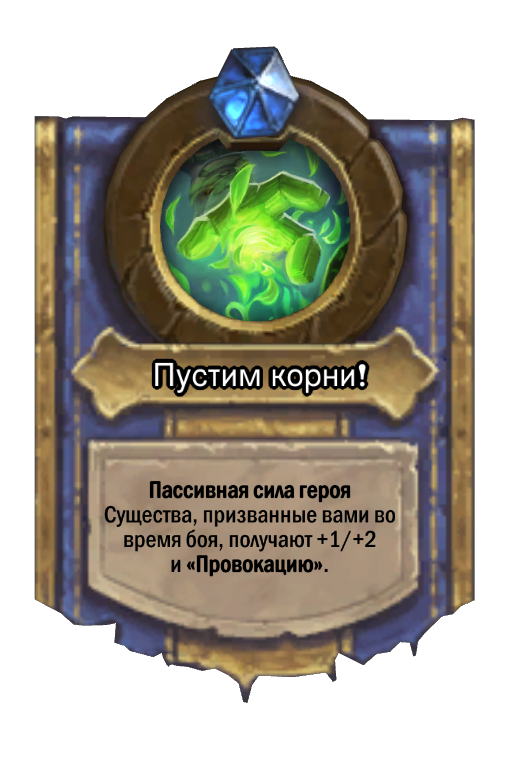 Пустим корни!
Пассивная сила героя
Существа, призванные вами во
время боя, получают +1/+2
и «Провокацию».